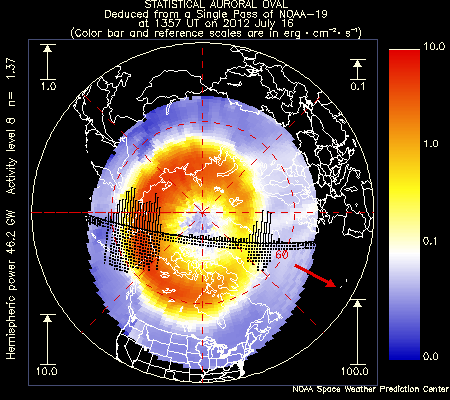 STATISTICAL AURORAL OVAL
Deduced from a Single Pass of NOAA-19
at 1357 UT on 2012 July 16
(Color bar and reference scales are in erg·cm⁻²·s⁻¹)
1.0
0.1
10.0
100.0
60
Hemispheric power 46.2 GW Activity level 8 n= 1.37
10.0
1.0
0.1
0.0
NOAA Space Weather Prediction Center